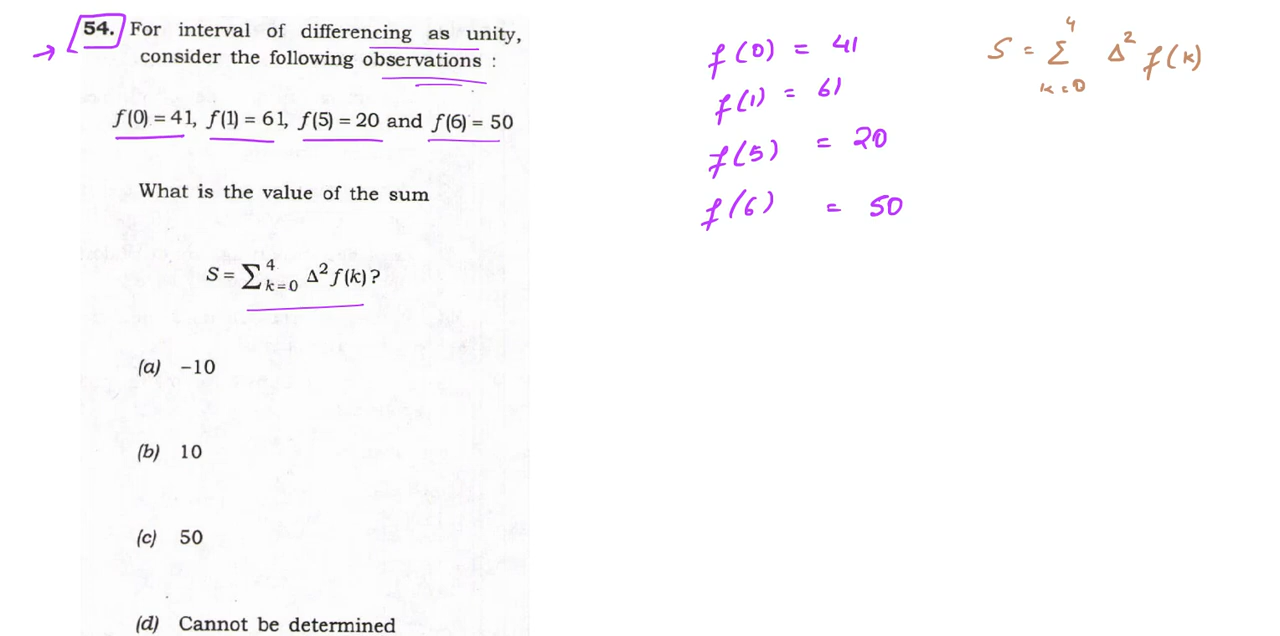 54. For interval of differencing as unity,
consider the following observations :
f(0) = 41, f(1) = 61, f(5) = 20 and f(6) = 50
What is the value of the sum
S = ∑⁴ₖ₌₀ Δ² f(k) ?
(a) −10
(b) 10
(c) 50
(d) Cannot be determined
f(0) = 41
f(1) = 61
f(5) = 20
f(6) = 50
S = ∑⁴ₖ₌₀ Δ² f(k)